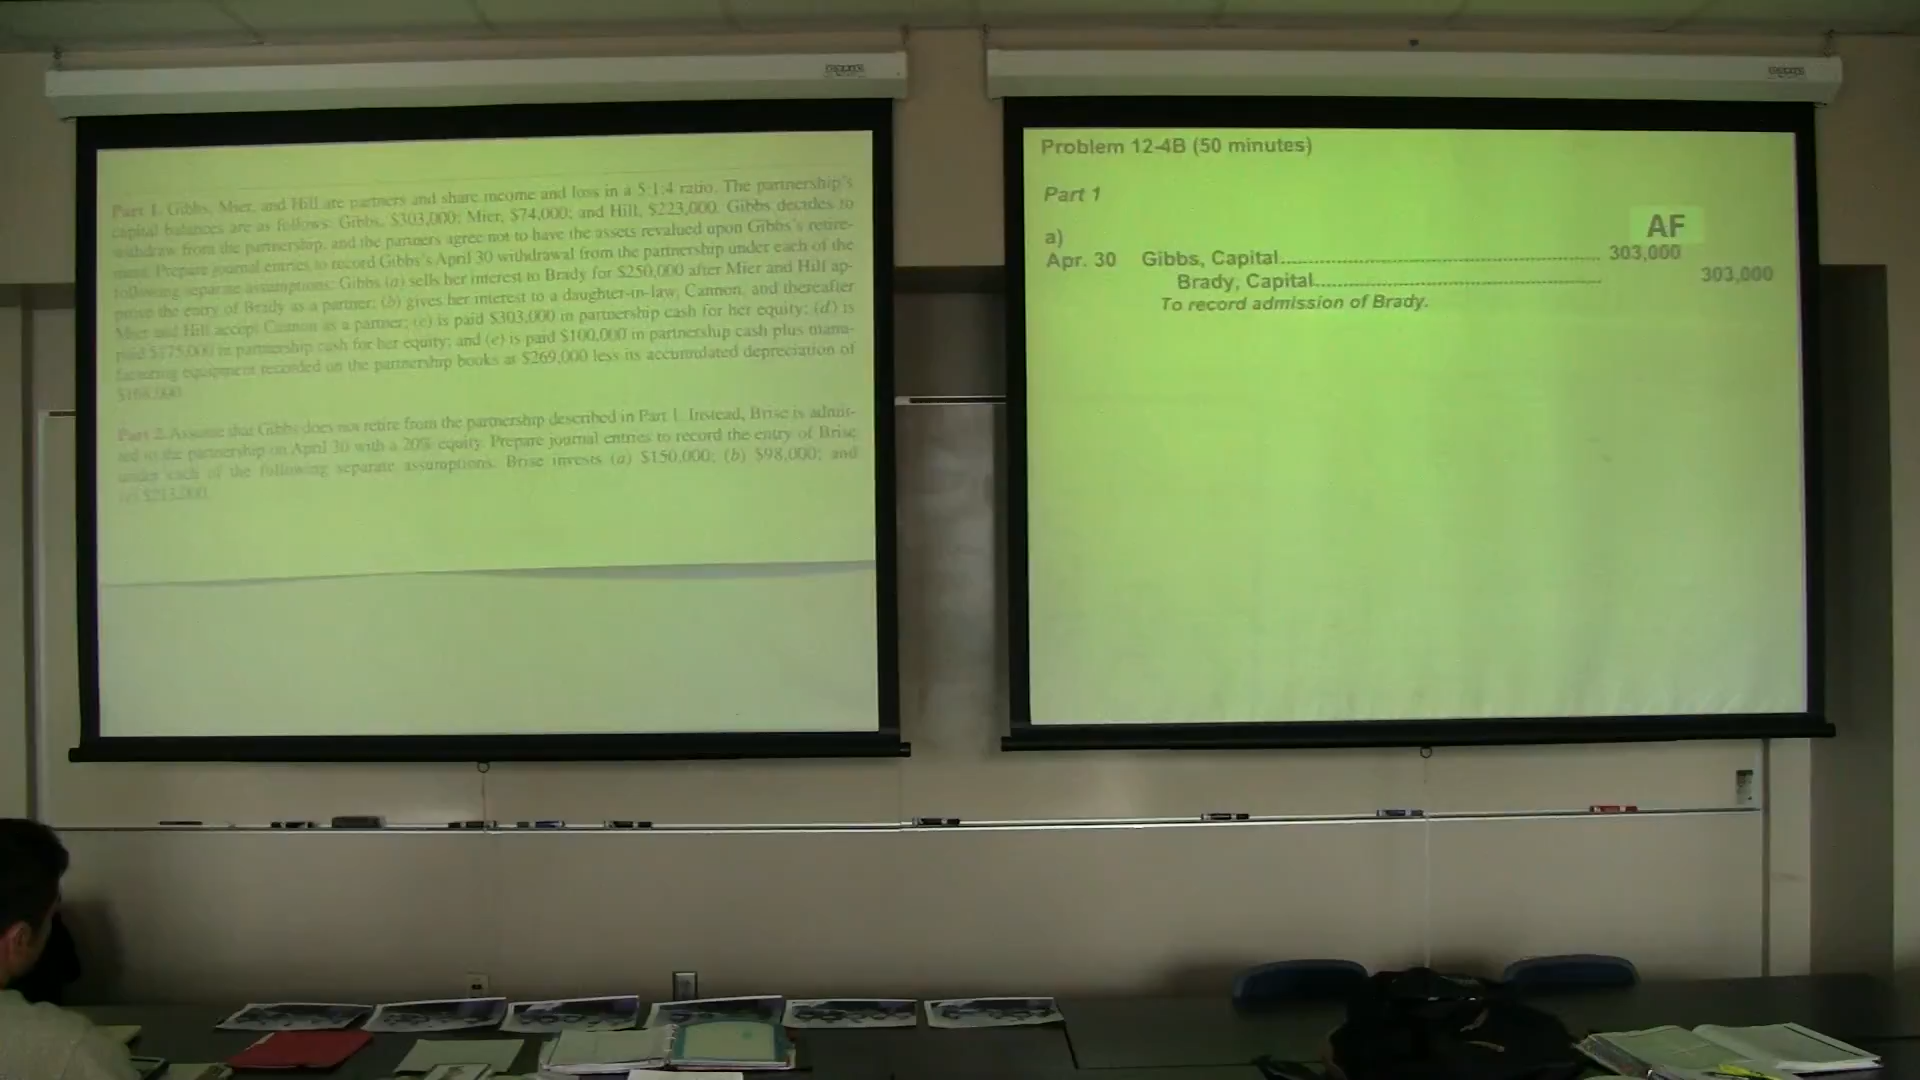 Part 1. Gibbs, Mier, and Hill are partners and share income and loss in a 5:1:4 ratio. The partnership's
capital balances are as follows: Gibbs, $303,000; Mier, $74,000; and Hill, $223,000. Gibbs decides to
withdraw from the partnership, and the partners agree not to have the assets revalued upon Gibbs's retire-
ment. Prepare journal entries to record Gibbs's April 30 withdrawal from the partnership under each of the
following separate assumptions: Gibbs (a) sells her interest to Brady for $250,000 after Mier and Hill ap-
prove the entry of Brady as a partner; (b) gives her interest to a daughter-in-law, Cannon, and thereafter
Mier and Hill accept Cannon as a partner; (c) is paid $303,000 in partnership cash for her equity; (d) is
paid $175,000 in partnership cash for her equity; and (e) is paid $100,000 in partnership cash plus manu-
facturing equipment recorded on the partnership books at $269,000 less its accumulated depreciation of
Part 2. Assume that Gibbs does not retire from the partnership described in Part 1. Instead, Brise is admit-
ted to the partnership on April 30 with a 20% equity. Prepare journal entries to record the entry of Brise
under each of the following separate assumptions. Brise invests (a) $150,000; (b) $98,000; and
(c) $213,000.
Problem 12-4B (50 minutes)
Part 1
AF
a)
Apr. 30 Gibbs, Capital 303,000
Brady, Capital 303,000
To record admission of Brady.